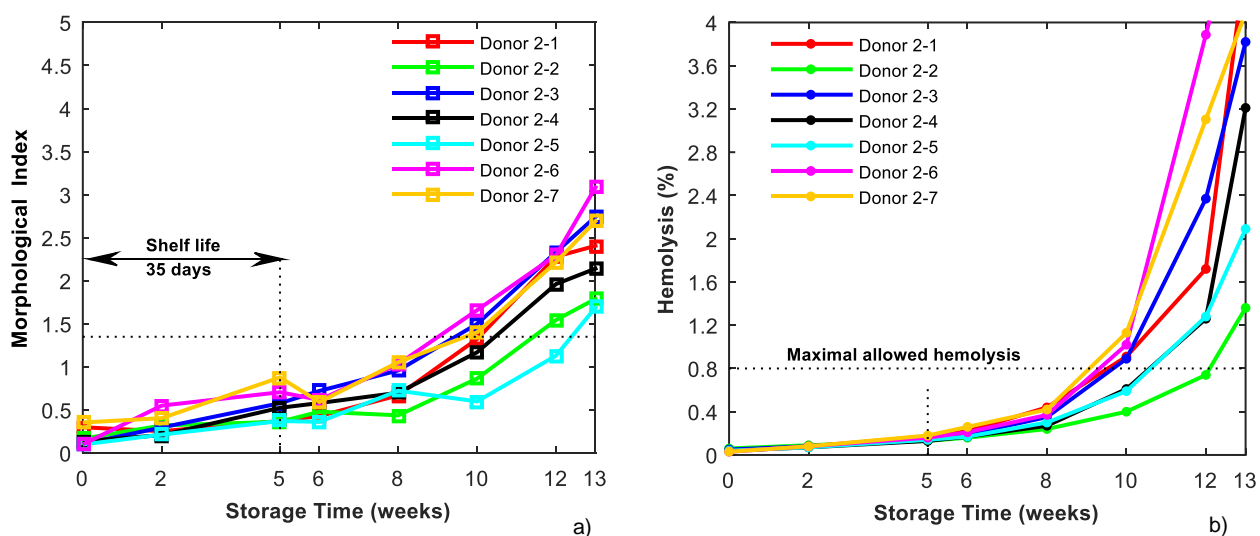 Morphological Index
5
4.5
4
3.5
3
2.5
2
1.5
1
0.5
0
Donor 2-1
Donor 2-2
Donor 2-3
Donor 2-4
Donor 2-5
Donor 2-6
Donor 2-7
Shelf life
35 days
0 2 5 6 8 10 12 13
Storage Time (weeks)
a)
Hemolysis (%)
4
3.6
3.2
2.8
2.4
2
1.6
1.2
0.8
0.4
0
Donor 2-1
Donor 2-2
Donor 2-3
Donor 2-4
Donor 2-5
Donor 2-6
Donor 2-7
Maximal allowed hemolysis
0 2 5 6 8 10 12 13
Storage Time (weeks)
b)